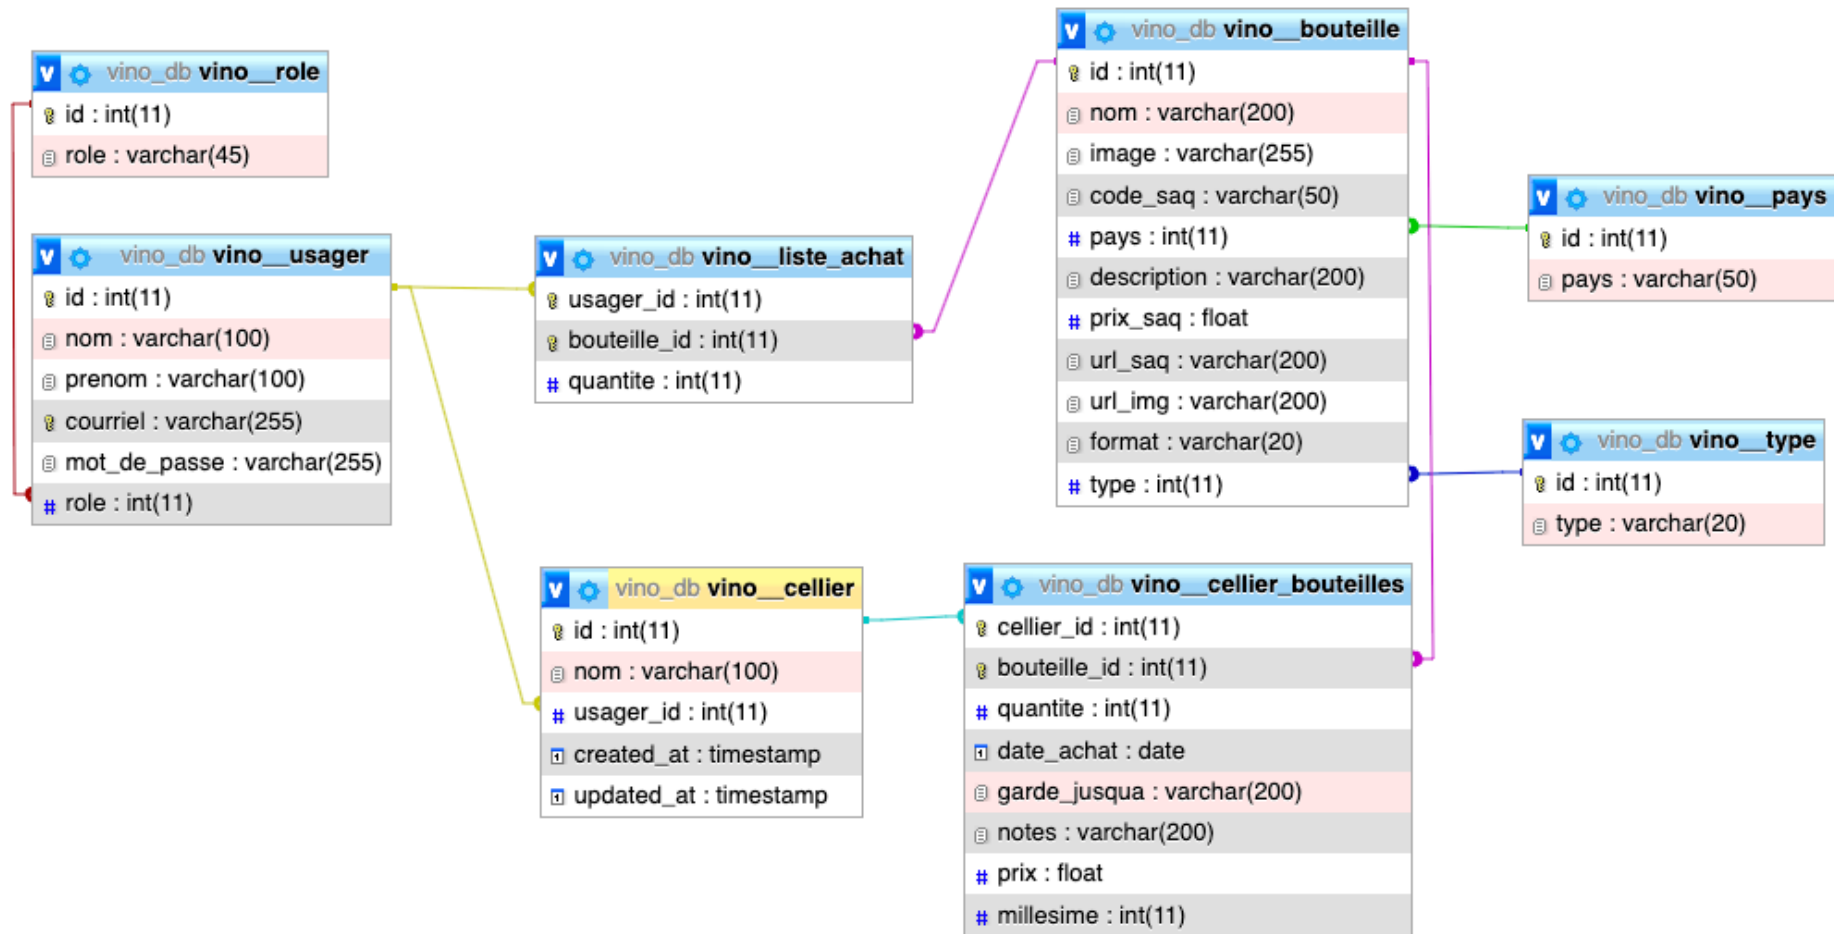 vino_db vino__role
id : int(11)
role : varchar(45)
vino_db vino__usager
id : int(11)
nom : varchar(100)
prenom : varchar(100)
courriel : varchar(255)
mot_de_passe : varchar(255)
# role : int(11)
vino_db vino__liste_achat
usager_id : int(11)
bouteille_id : int(11)
# quantite : int(11)
vino_db vino__cellier
id : int(11)
nom : varchar(100)
# usager_id : int(11)
created_at : timestamp
updated_at : timestamp
vino_db vino__bouteille
id : int(11)
nom : varchar(200)
image : varchar(255)
code_saq : varchar(50)
# pays : int(11)
description : varchar(200)
# prix_saq : float
url_saq : varchar(200)
url_img : varchar(200)
format : varchar(20)
# type : int(11)
vino_db vino__cellier_bouteilles
cellier_id : int(11)
bouteille_id : int(11)
# quantite : int(11)
date_achat : date
garde_jusqua : varchar(200)
notes : varchar(200)
# prix : float
# millesime : int(11)
vino_db vino__pays
id : int(11)
pays : varchar(50)
vino_db vino__type
id : int(11)
type : varchar(20)